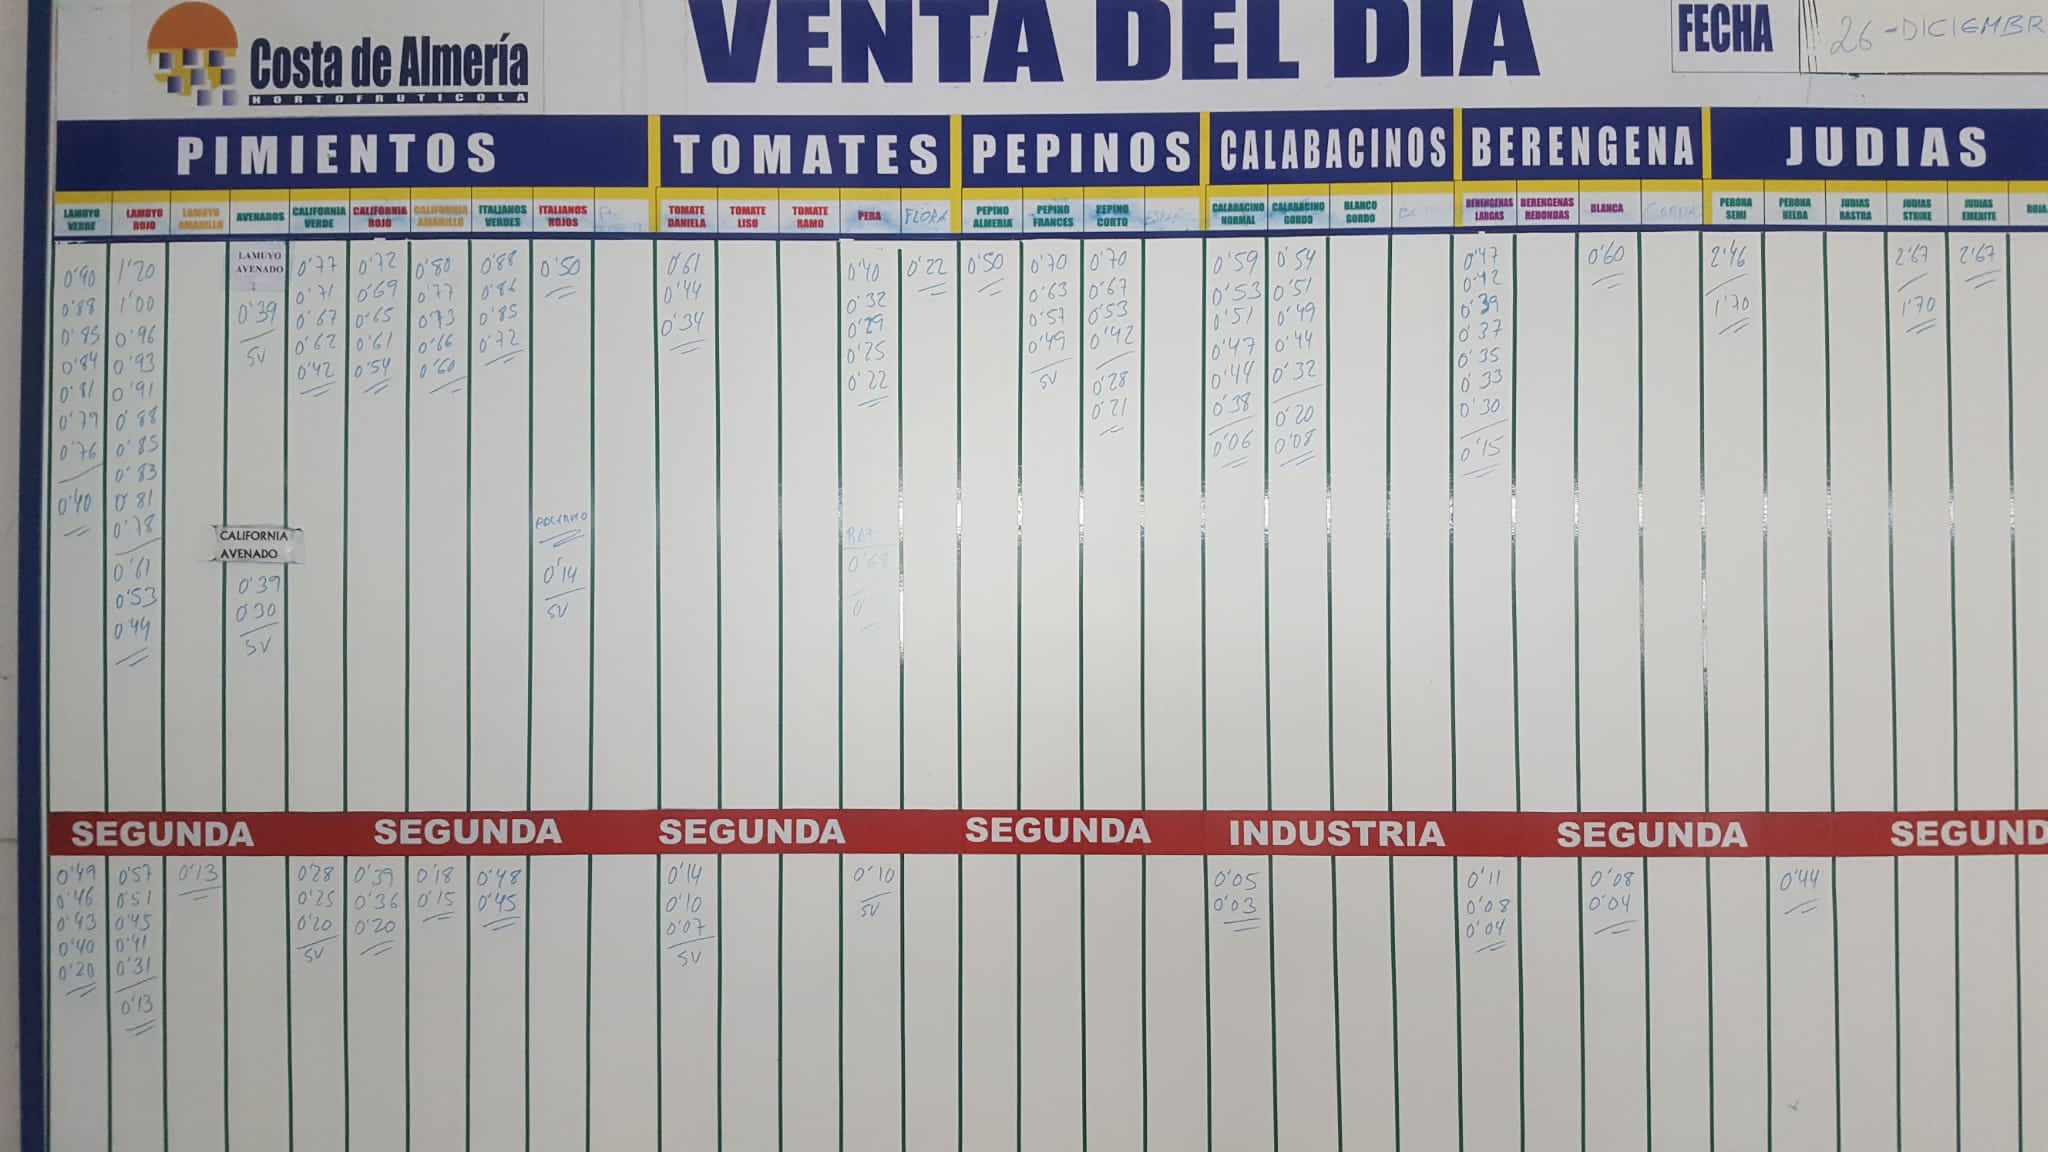 Costa de Almería
HORTOFRUTICOLA
VENTA DEL DIA
FECHA
26-DICIEMBR
PIMIENTOS
TOMATES
PEPINOS
CALABACINOS
BERENGENA
JUDIAS
LAMUYO VERDE
LAMUYO ROJO
LAMUYO AMARILLO
AVENADOS
CALIFORNIA VERDE
CALIFORNIA ROJO
CALIFORNIA AMARILLO
ITALIANOS VERDES
ITALIANOS ROJOS
TOMATE DANIELA
TOMATE LISO
TOMATE RAMO
PERA
FLORA
PEPINO ALMERIA
PEPINO FRANCES
PEPINO CORTO
CALABACINO NORMAL
CALABACINO GORDO
BLANCO GORDO
BERENGENAS LARGAS
BERENGENAS REDONDAS
BLANCA
PERONA SEMI
PERONA HELDA
JUDIAS RASTRA
JUDIAS STRIKE
JUDIAS EMERITE
0'90
0'88
0'85
0'84
0'81
0'79
0'76
0'40
1'20
1'00
0'96
0'93
0'91
0'88
0'85
0'83
0'81
0'78
0'61
0'53
0'44
LAMUYO
AVENADO
0'39
SV
CALIFORNIA
AVENADO
0'39
0'30
SV
0'77
0'71
0'67
0'62
0'42
0'72
0'69
0'65
0'61
0'54
0'80
0'77
0'73
0'66
0'60
0'88
0'86
0'85
0'72
0'50
0'14
SV
0'61
0'44
0'34
0'40
0'32
0'29
0'25
0'22
0'68
0'22
0'50
0'70
0'63
0'57
0'49
SV
0'70
0'67
0'53
0'42
0'28
0'21
0'59
0'53
0'51
0'47
0'44
0'38
0'06
0'54
0'51
0'49
0'44
0'32
0'20
0'08
0'47
0'42
0'39
0'37
0'35
0'33
0'30
0'15
0'60
2'46
1'70
2'67
1'70
2'67
SEGUNDA
SEGUNDA
SEGUNDA
SEGUNDA
INDUSTRIA
SEGUNDA
SEGUND
0'49
0'46
0'43
0'40
0'20
0'57
0'51
0'45
0'41
0'31
0'13
0'13
0'28
0'25
0'20
SV
0'39
0'36
0'20
0'18
0'15
0'48
0'45
0'14
0'10
0'07
SV
0'10
SV
0'05
0'03
0'11
0'08
0'04
0'08
0'04
0'44